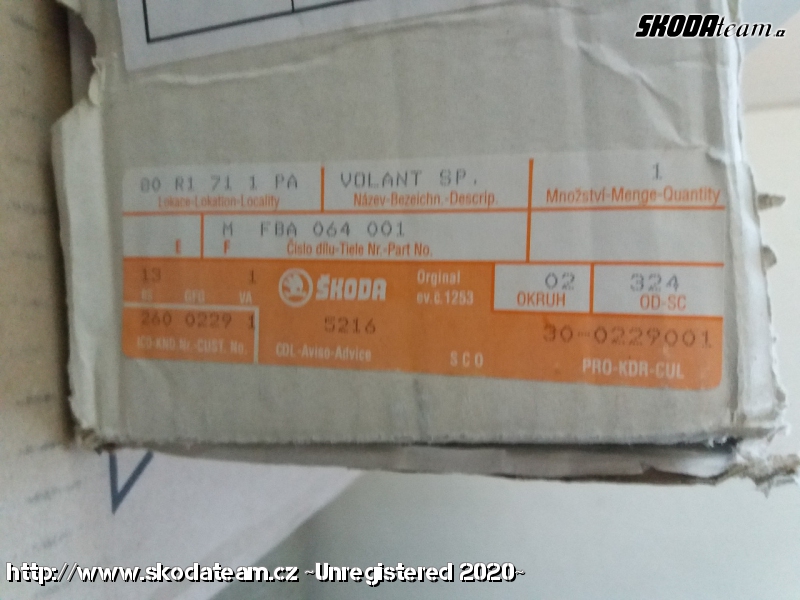 SKODAteam.cz
80 R1 71 1 PA
Lokace-Lokation-Locality
VOLANT SP.
Název-Bezeichn.-Descrip.
1
Množství-Menge-Quantity
E
M FBA 064 001
F Číslo dílu-Tiele Nr.-Part No.
13 1
GFG VA
ŠKODA
Orginal
ev.č.1253
02
OKRUH
324
OD-SC
260 0229 1
ICO-KND.Nr.-CUST. No.
5216
CDL-Aviso-Advice
SCO
30-0229001
PRO-KDR-CUL
http://www.skodateam.cz ~Unregistered 2020~